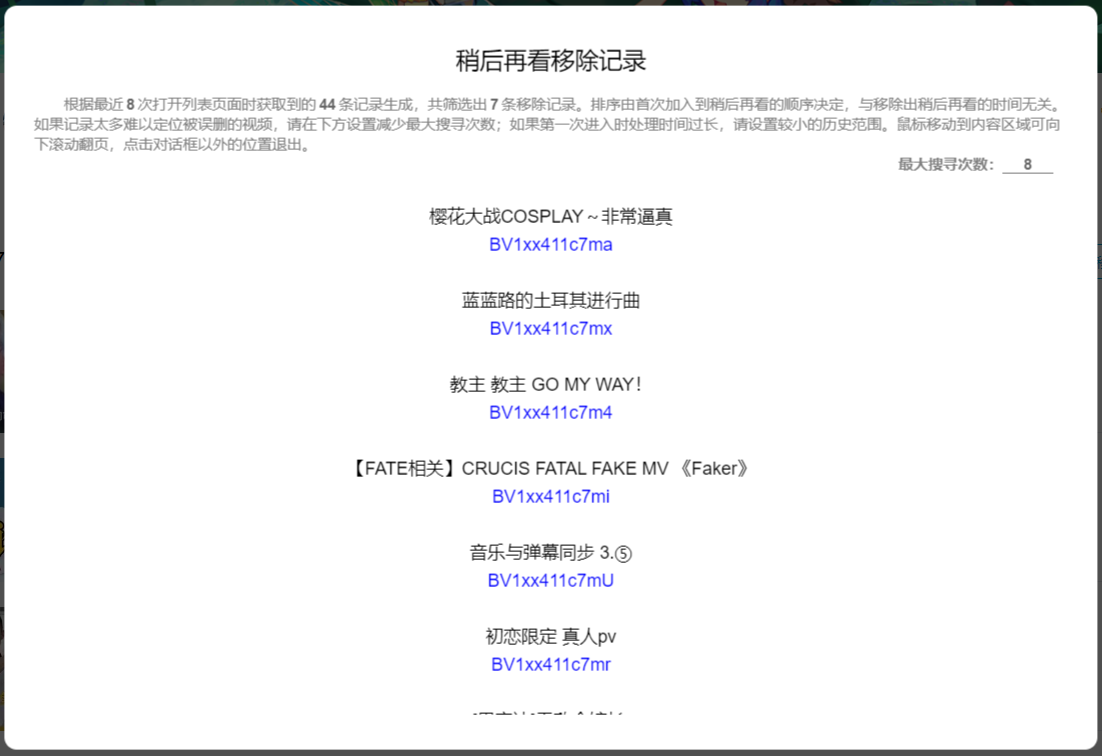 稍后再看移除记录
根据最近 8 次打开列表页面时获取到的 44 条记录生成，共筛选出 7 条移除记录。排序由首次加入到稍后再看的顺序决定，与移除出稍后再看的时间无关。
如果记录太多难以定位被误删的视频，请在下方设置减少最大搜寻次数；如果第一次进入时处理时间过长，请设置较小的历史范围。鼠标移动到内容区域可向
下滚动翻页，点击对话框以外的位置退出。
最大搜寻次数： 8
樱花大战COSPLAY～非常逼真
BV1xx411c7ma
蓝蓝路的土耳其进行曲
BV1xx411c7mx
教主 教主 GO MY WAY！
BV1xx411c7m4
【FATE相关】CRUCIS FATAL FAKE MV 《Faker》
BV1xx411c7mi
音乐与弹幕同步 3.⑤
BV1xx411c7mU
初恋限定 真人pv
BV1xx411c7mr